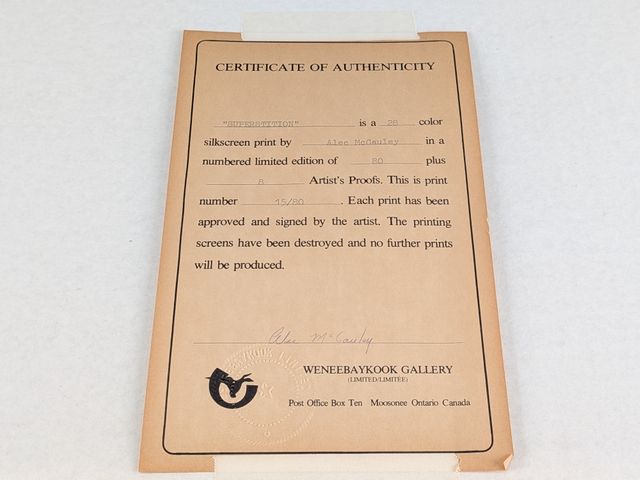 CERTIFICATE OF AUTHENTICITY
"SUPERSTITION" is a 28 color
silkscreen print by Alec McCauley in a
numbered limited edition of 80 plus
8 Artist's Proofs. This is print
number 15/80. Each print has been
approved and signed by the artist. The printing
screens have been destroyed and no further prints
will be produced.
Alec McCauley
WENEEBAYKOOK GALLERY
(LIMITED/LIMITÉE)
Post Office Box Ten Moosonee Ontario Canada